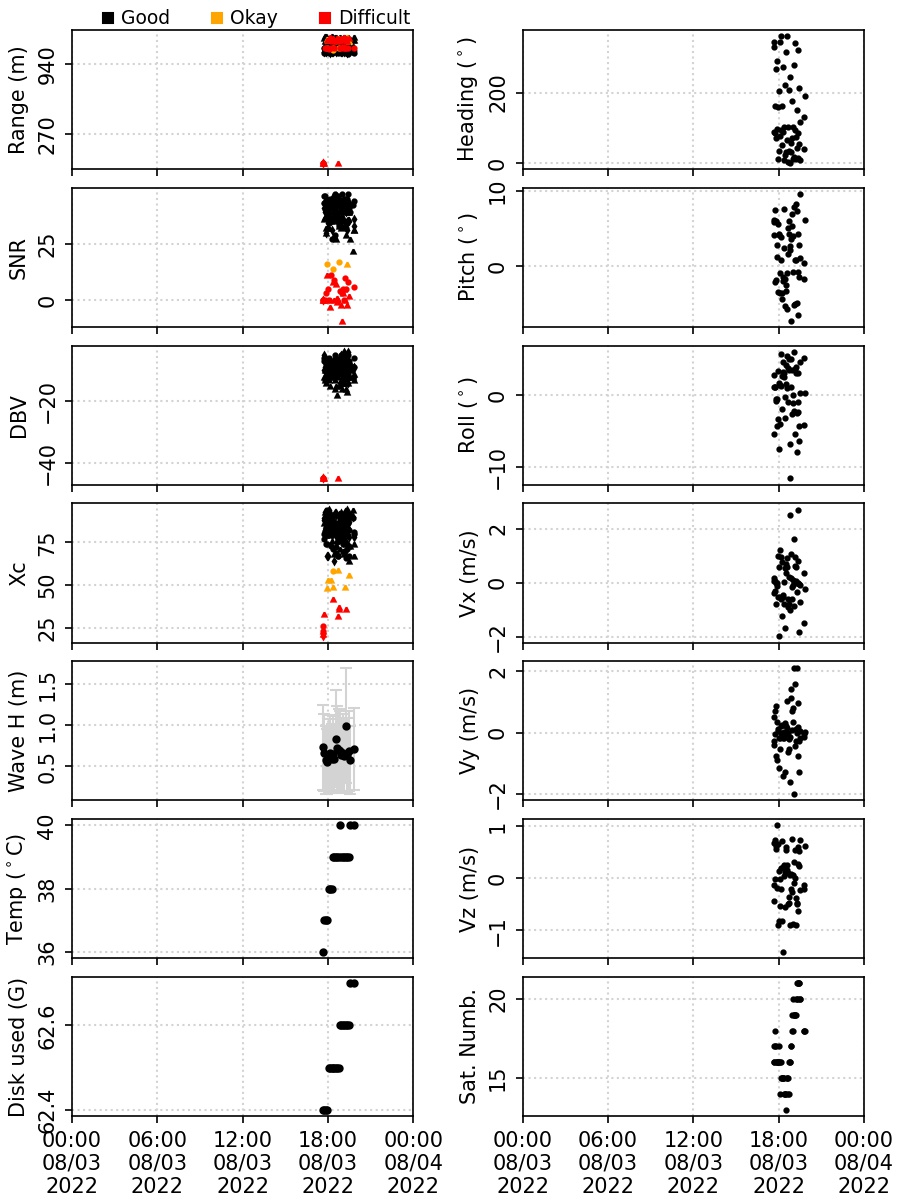 Good Okay Difficult
Range (m)
940
270
Heading (°)
200
0
SNR
25
0
Pitch (°)
10
0
DBV
−20
−40
Roll (°)
0
−10
Xc
75
50
25
Vx (m/s)
2
0
−2
Wave H (m)
1.5
1.0
0.5
Vy (m/s)
2
0
−2
Temp (°C)
40
38
36
Vz (m/s)
1
0
−1
Disk used (G)
62.6
62.4
Sat. Numb.
20
15
00:00 06:00 12:00 18:00 00:00
08/03 08/03 08/03 08/03 08/04
2022 2022 2022 2022 2022
00:00 06:00 12:00 18:00 00:00
08/03 08/03 08/03 08/03 08/04
2022 2022 2022 2022 2022